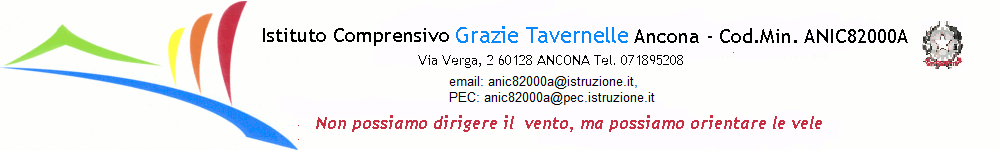 Istituto Comprensivo Grazie Tavernelle Ancona - Cod.Min. ANIC82000A
Via Verga, 2 60128 ANCONA Tel. 071895208
email: anic82000a@istruzione.it,
PEC: anic82000a@pec.istruzione.it
Non possiamo dirigere il vento, ma possiamo orientare le vele